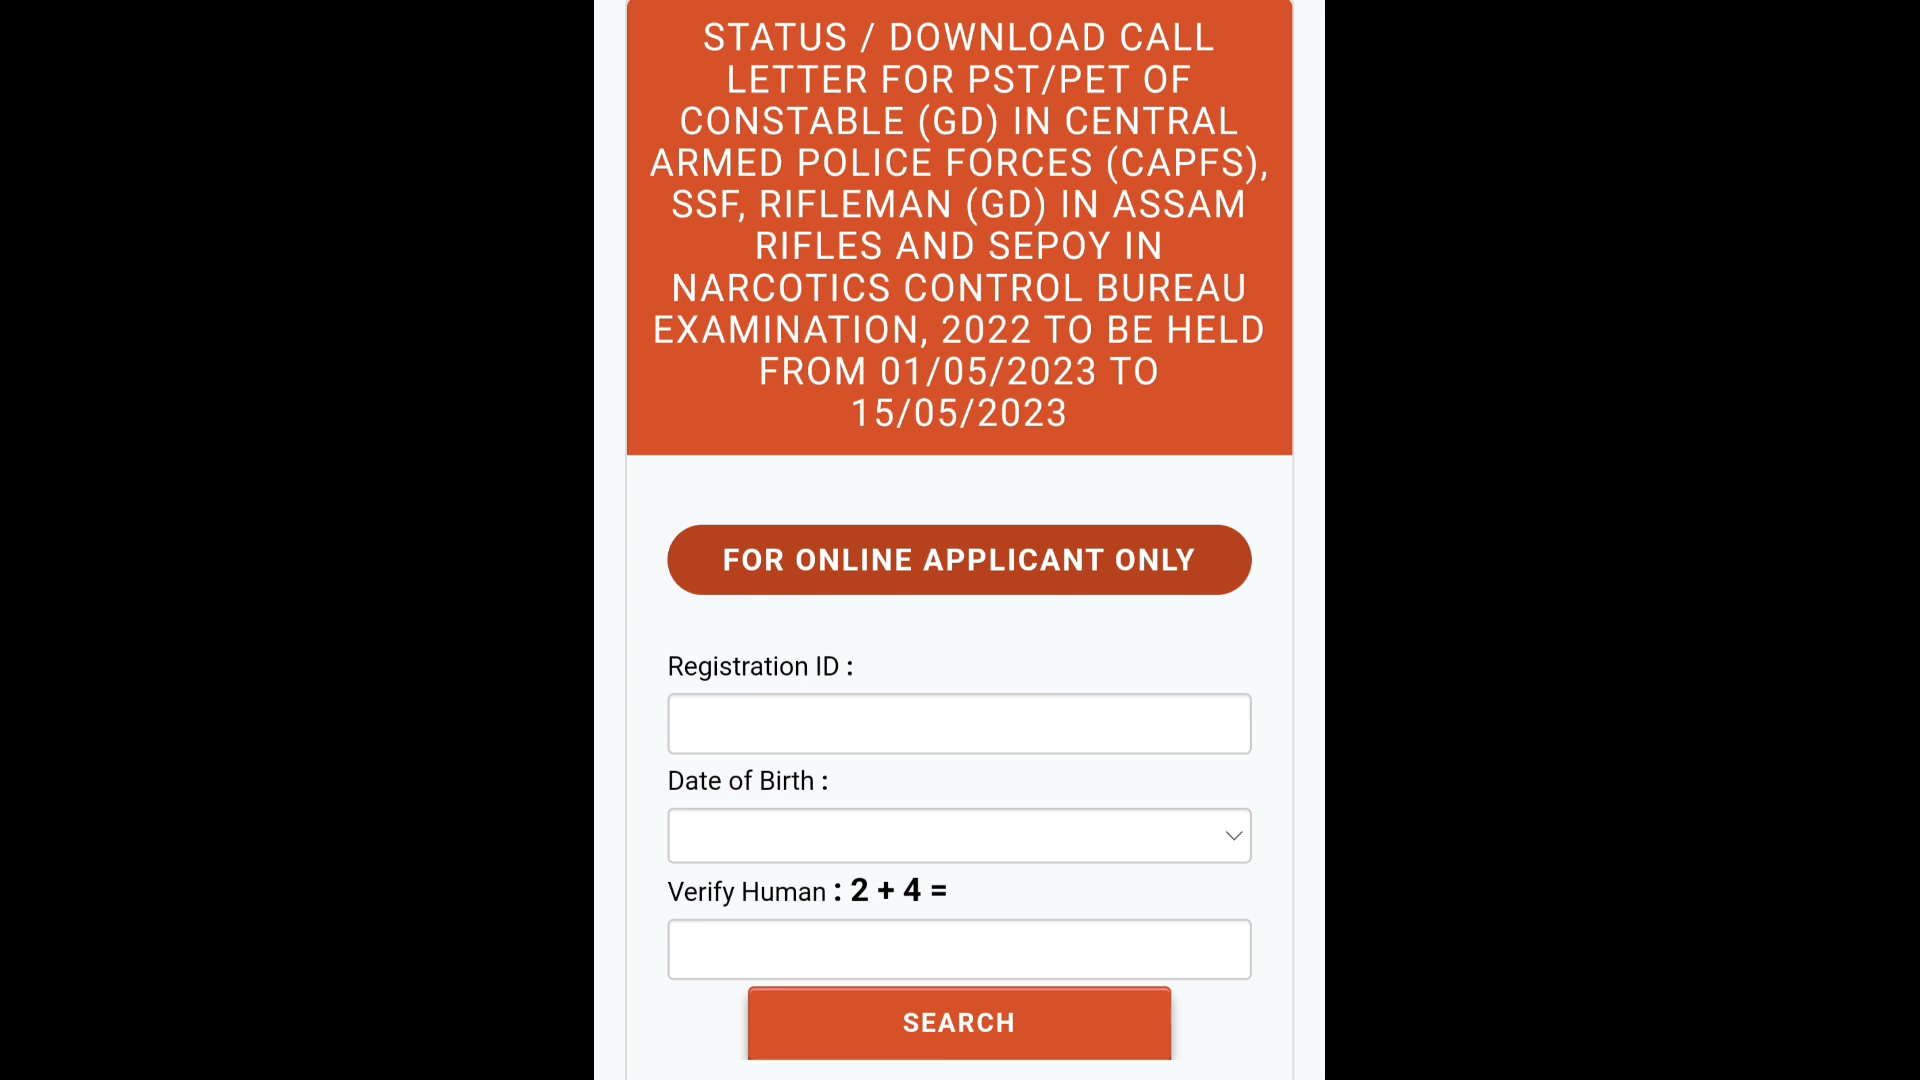 STATUS / DOWNLOAD CALL
LETTER FOR PST/PET OF
CONSTABLE (GD) IN CENTRAL
ARMED POLICE FORCES (CAPFS),
SSF, RIFLEMAN (GD) IN ASSAM
RIFLES AND SEPOY IN
NARCOTICS CONTROL BUREAU
EXAMINATION, 2022 TO BE HELD
FROM 01/05/2023 TO
15/05/2023
FOR ONLINE APPLICANT ONLY
Registration ID :
Date of Birth :
Verify Human : 2 + 4 =
SEARCH